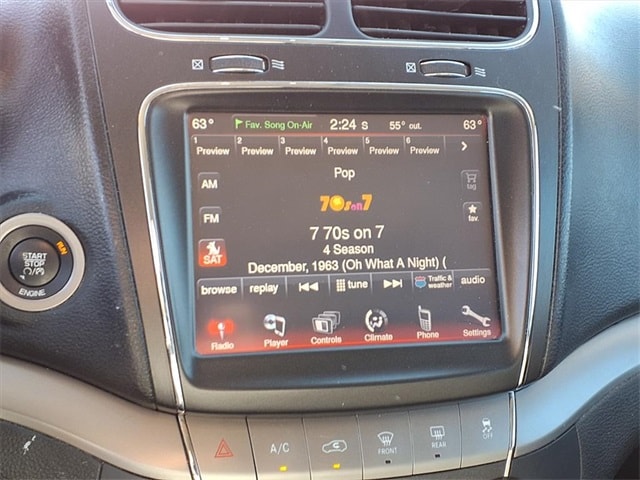 63° Fav. Song On-Air 2:24 S 55° out. 63°
1 2 3 4 5 6
Preview Preview Preview Preview Preview Preview >
Pop
AM
70s on 7
tag
FM
fav.
7 70s on 7
4 Season
SAT
December, 1963 (Oh What A Night) (
browse replay tune Traffic & weather audio
Radio Player Controls Climate Phone Settings
START
STOP
ENGINE
RUN
A/C FRONT REAR OFF